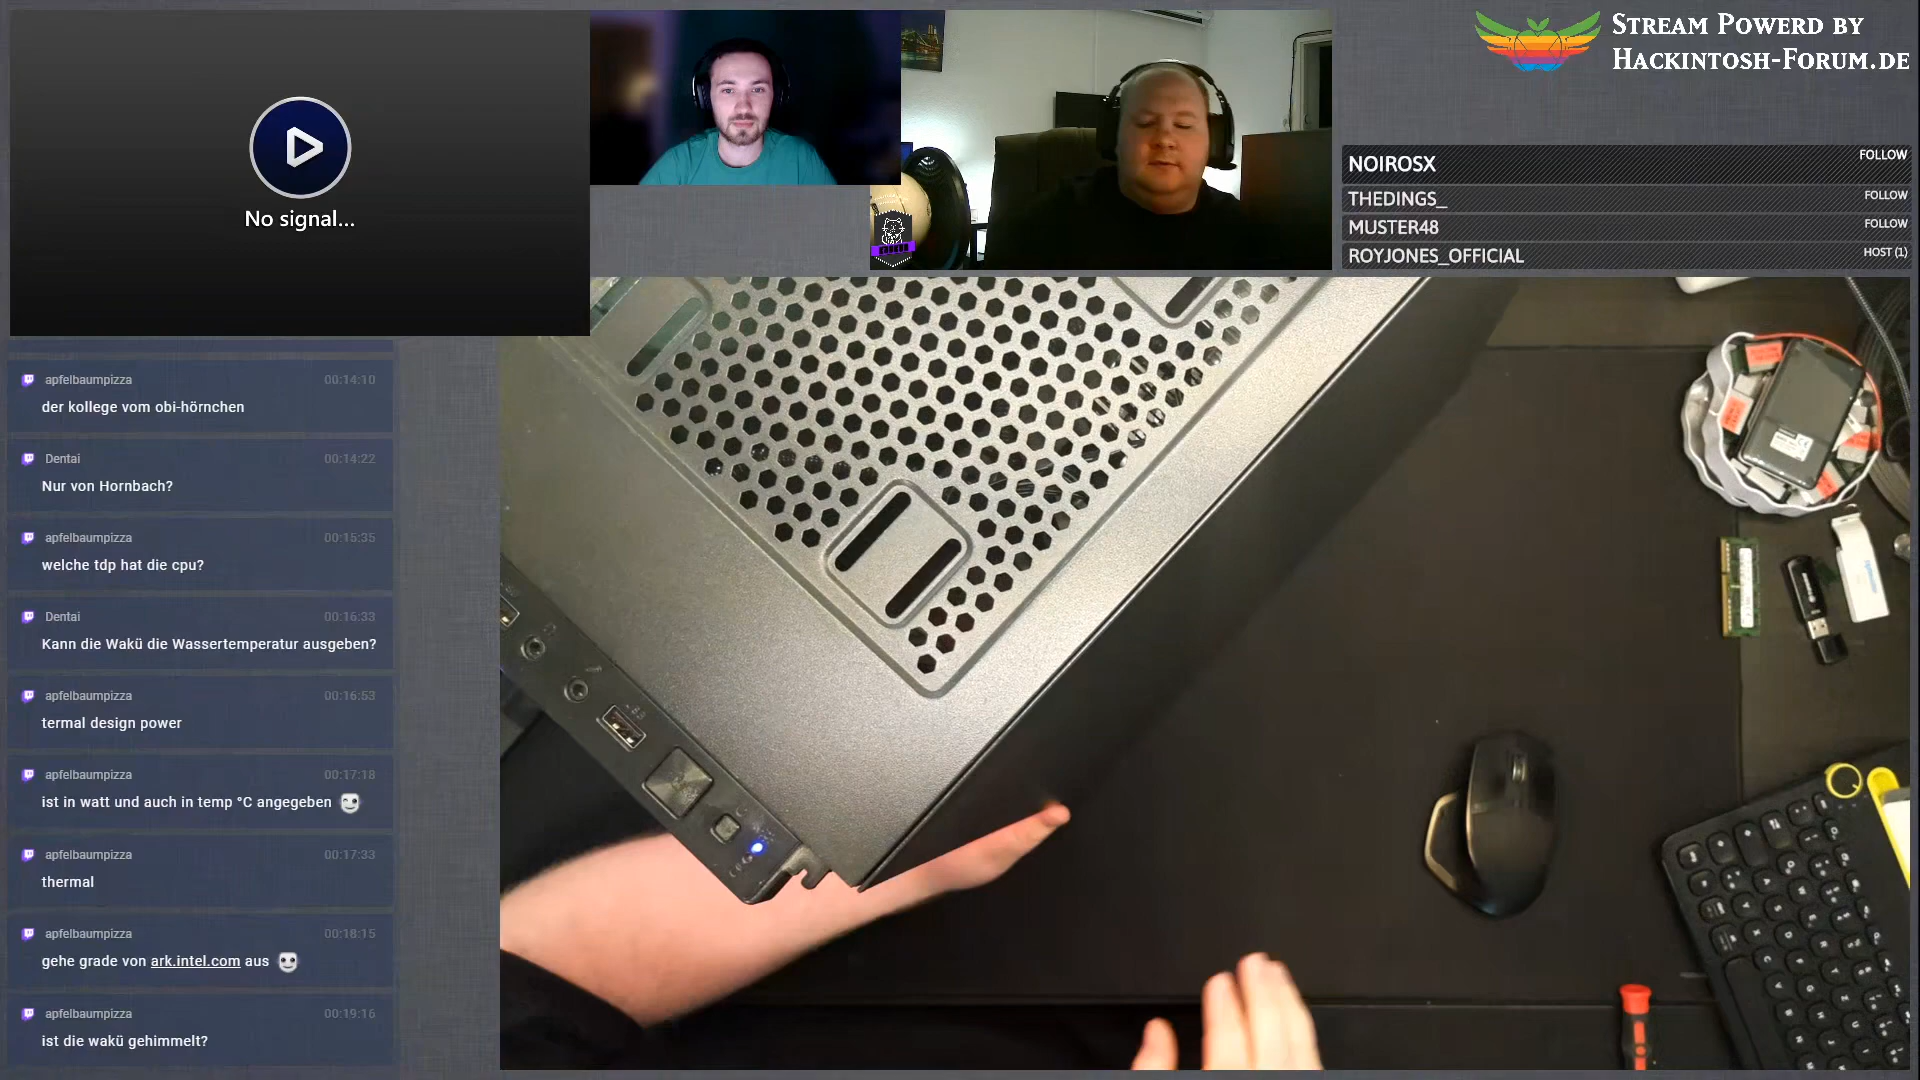 No signal...
STREAM POWERD BY
HACKINTOSH-FORUM.DE
NOIROSX FOLLOW
THEDINGS_ FOLLOW
MUSTER48 FOLLOW
ROYJONES_OFFICIAL HOST (1)
apfelbaumpizza 00:14:10
der kollege vom obi-hörnchen
Dentai 00:14:22
Nur von Hornbach?
apfelbaumpizza 00:15:35
welche tdp hat die cpu?
Dentai 00:16:33
Kann die Wakü die Wassertemperatur ausgeben?
apfelbaumpizza 00:16:53
termal design power
apfelbaumpizza 00:17:18
ist in watt und auch in temp °C angegeben
apfelbaumpizza 00:17:33
thermal
apfelbaumpizza 00:18:15
gehe grade von ark.intel.com aus
apfelbaumpizza 00:19:16
ist die wakü gehimmelt?